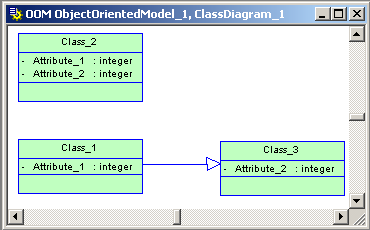 OOM ObjectOrientedModel_1, ClassDiagram_1
Class_2
- Attribute_1 : integer
- Attribute_2 : integer
Class_1
- Attribute_1 : integer
Class_3
- Attribute_2 : integer